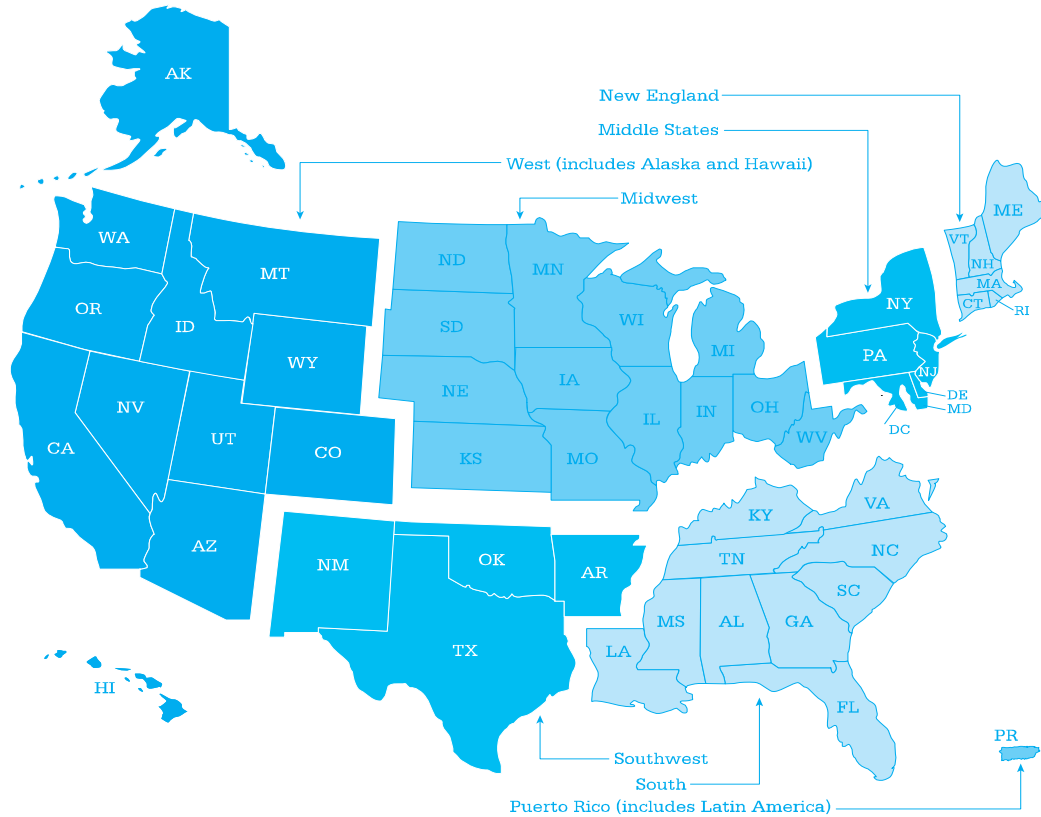 AK
New England
Middle States
West (includes Alaska and Hawaii)
Midwest
ME
WA
VT
ND
MN
NH
MT
MA
OR
NY
CT
RI
ID
SD
WI
MI
PA
WY
NJ
NE
IA
DE
NV
OH
MD
UT
IL
IN
DC
CA
CO
WV
KS
MO
VA
KY
AZ
NC
TN
OK
NM
AR
SC
MS
AL
GA
TX
LA
HI
FL
PR
Southwest
South
Puerto Rico (includes Latin America)